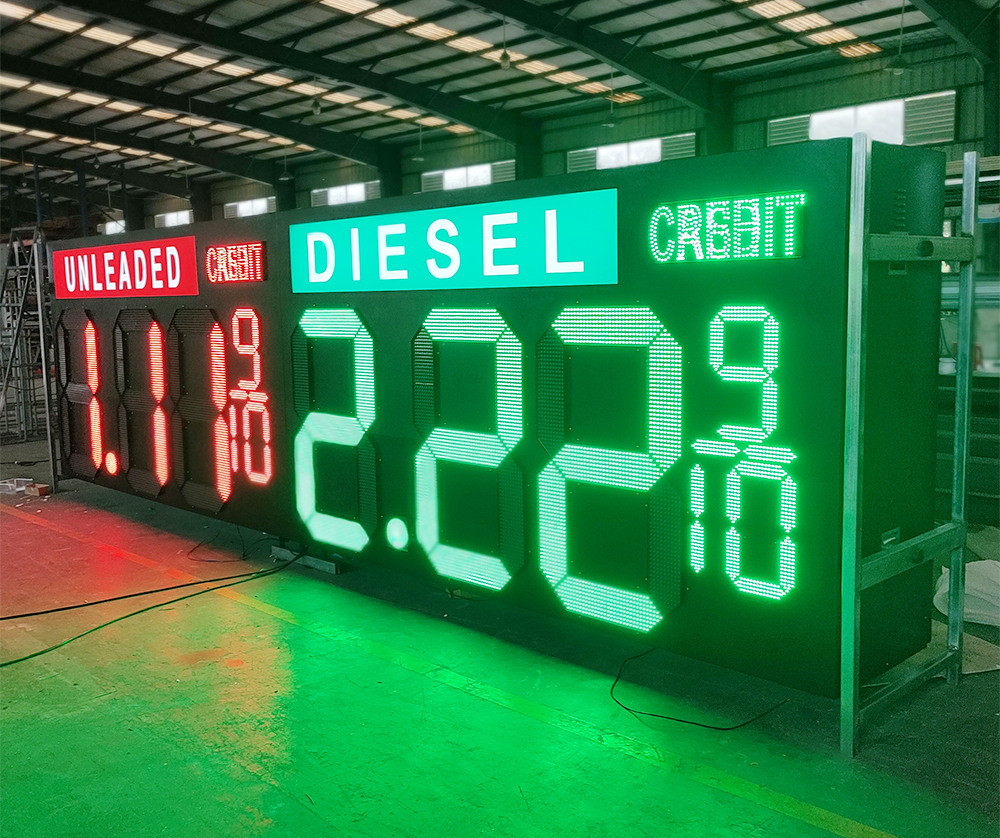 UNLEADED
CREDIT
1.11 9/10
DIESEL
CREDIT
2.22 9/10